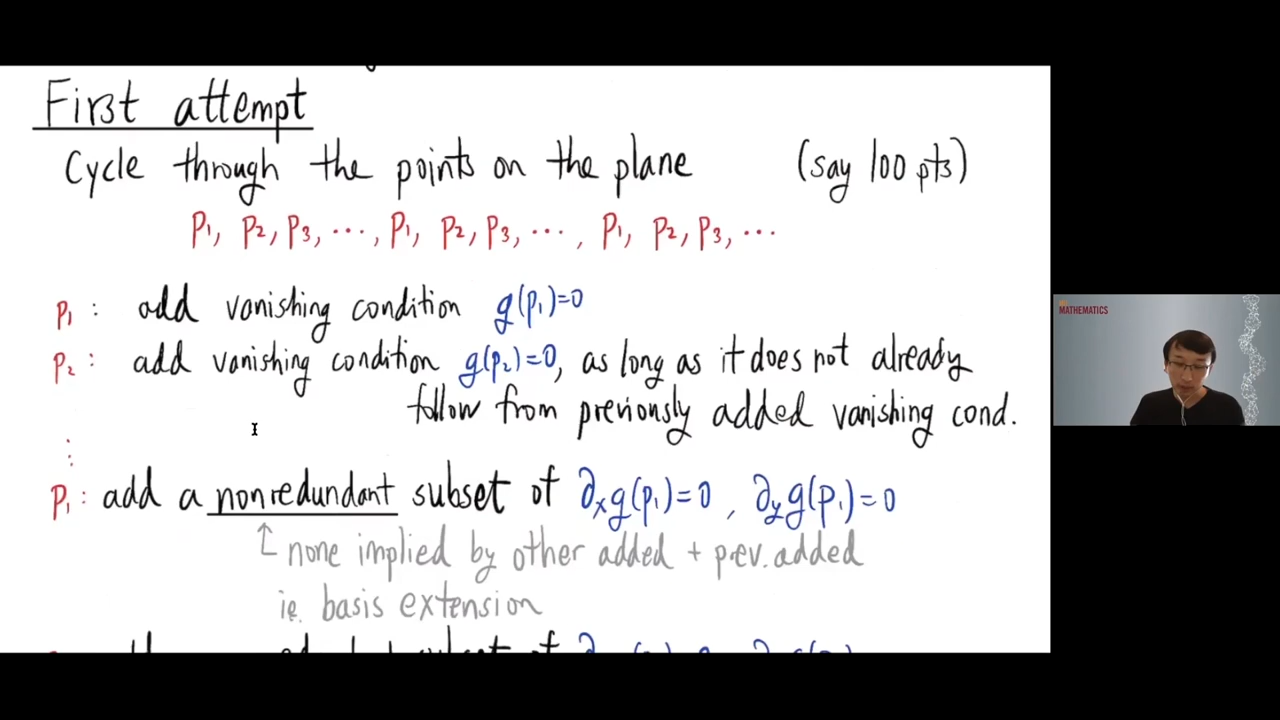 First attempt
Cycle through the points on the plane (say 100 pts)
P₁, P₂, P₃, ..., P₁, P₂, P₃, ..., P₁, P₂, P₃, ...
P₁ : add vanishing condition g(p₁)=0
P₂ : add vanishing condition g(p₂)=0, as long as it does not already
follow from previously added vanishing cond.
⋮
P₁ : add a nonredundant subset of ∂ₓg(p₁)=0, ∂ᵧg(p₁)=0
↑ none implied by other added + prev. added
ie. basis extension
subset of
MATHEMATICS